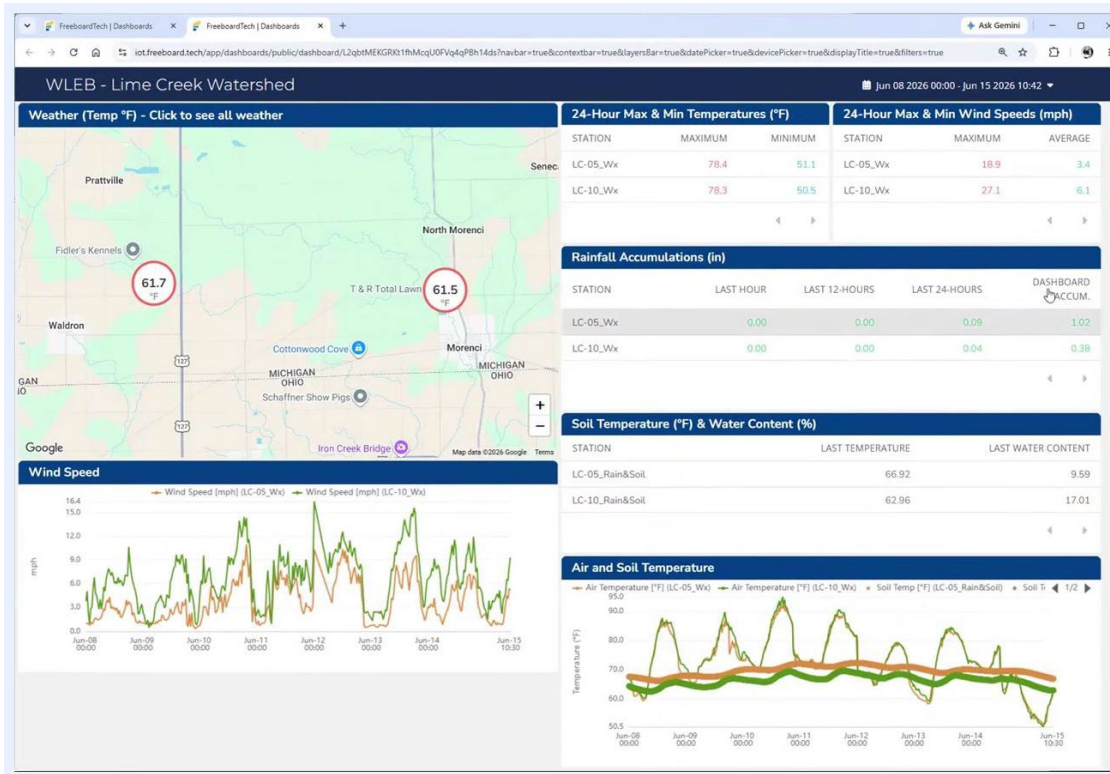 FreeboardTech | Dashboards
FreeboardTech | Dashboards
Ask Gemini
iot.freeboard.tech/app/dashboards/public/dashboard/L2qbtMEKGRKt1fhMcqU0FVq4qPBh14ds?navbar=true&contextbar=true&layersBar=true&datePicker=true&devicePicker=true&displayTitle=true&filters=true
WLEB - Lime Creek Watershed
Jun 08 2026 00:00 - Jun 15 2026 10:42
Weather (Temp °F) - Click to see all weather
Prattville
Senec
North Morenci
Fidler's Kennels
61.7
°F
T & R Total Lawn
61.5
°F
Waldron
Cottonwood Cove
Morenci
127
MICHIGAN
OHIO
MICHIGAN
OHIO
GAN
IO
Schaffner Show Pigs
127
+
−
Google
Iron Creek Bridge
Map data ©2026 Google Terms
Wind Speed
Wind Speed [mph] (LC-05_Wx) Wind Speed [mph] (LC-10_Wx)
16.4
15.0
12.0
9.0
6.0
3.0
0.0
mph
Jun-08 Jun-09 Jun-10 Jun-11 Jun-12 Jun-13 Jun-14 Jun-15
00:00 00:00 00:00 00:00 00:00 00:00 00:00 10:30
24-Hour Max & Min Temperatures (°F)
STATION MAXIMUM MINIMUM
LC-05_Wx 78.4 51.1
LC-10_Wx 78.3 50.5
24-Hour Max & Min Wind Speeds (mph)
STATION MAXIMUM AVERAGE
LC-05_Wx 18.9 3.4
LC-10_Wx 27.1 6.1
Rainfall Accumulations (in)
STATION LAST HOUR LAST 12-HOURS LAST 24-HOURS DASHBOARD
ACCUM.
LC-05_Wx 0.00 0.00 0.09 1.02
LC-10_Wx 0.00 0.00 0.04 0.38
Soil Temperature (°F) & Water Content (%)
STATION LAST TEMPERATURE LAST WATER CONTENT
LC-05_Rain&Soil 66.92 9.59
LC-10_Rain&Soil 62.96 17.01
Air and Soil Temperature
Air Temperature [°F] (LC-05_Wx) Air Temperature [°F] (LC-10_Wx) Soil Temp [°F] (LC-05_Rain&Soil) Soil 1/2
95.0
90.0
80.0
70.0
60.0
50.5
Temperature (°F)
Jun-08 Jun-09 Jun-10 Jun-11 Jun-12 Jun-13 Jun-14 Jun-15
00:00 00:00 00:00 00:00 00:00 00:00 00:00 10:30